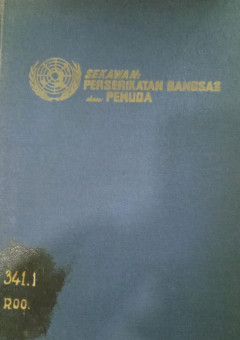 SEKAWAN:
PERSERIKATAN BANGSA2
dan PEMUDA
341.1
ROO.